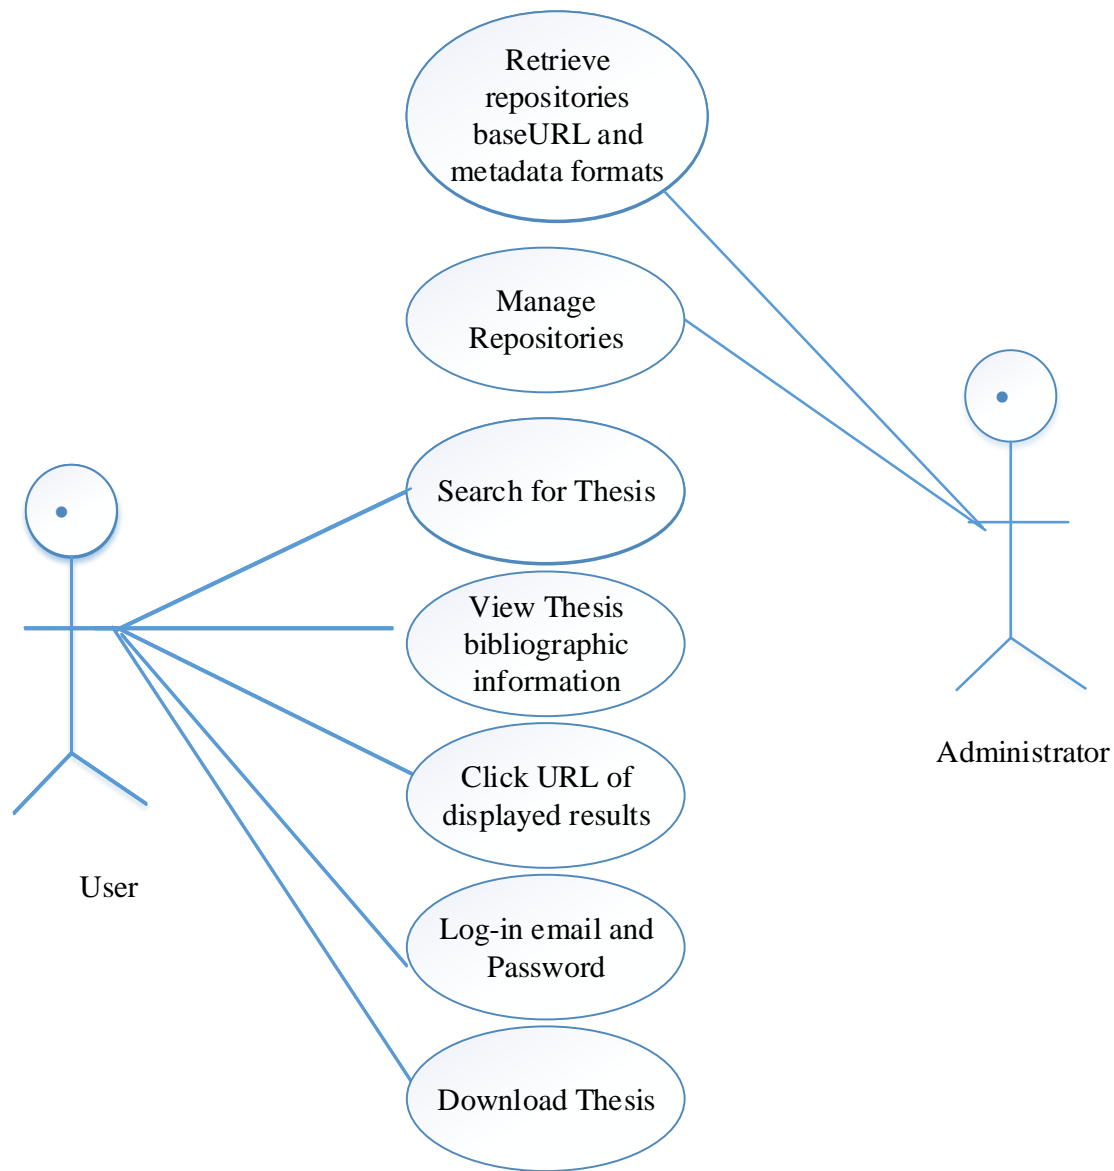 Retrieve
repositories
baseURL and
metadata formats
Manage
Repositories
Search for Thesis
View Thesis
bibliographic
information
Click URL of
displayed results
Administrator
User
Log-in email and
Password
Download Thesis